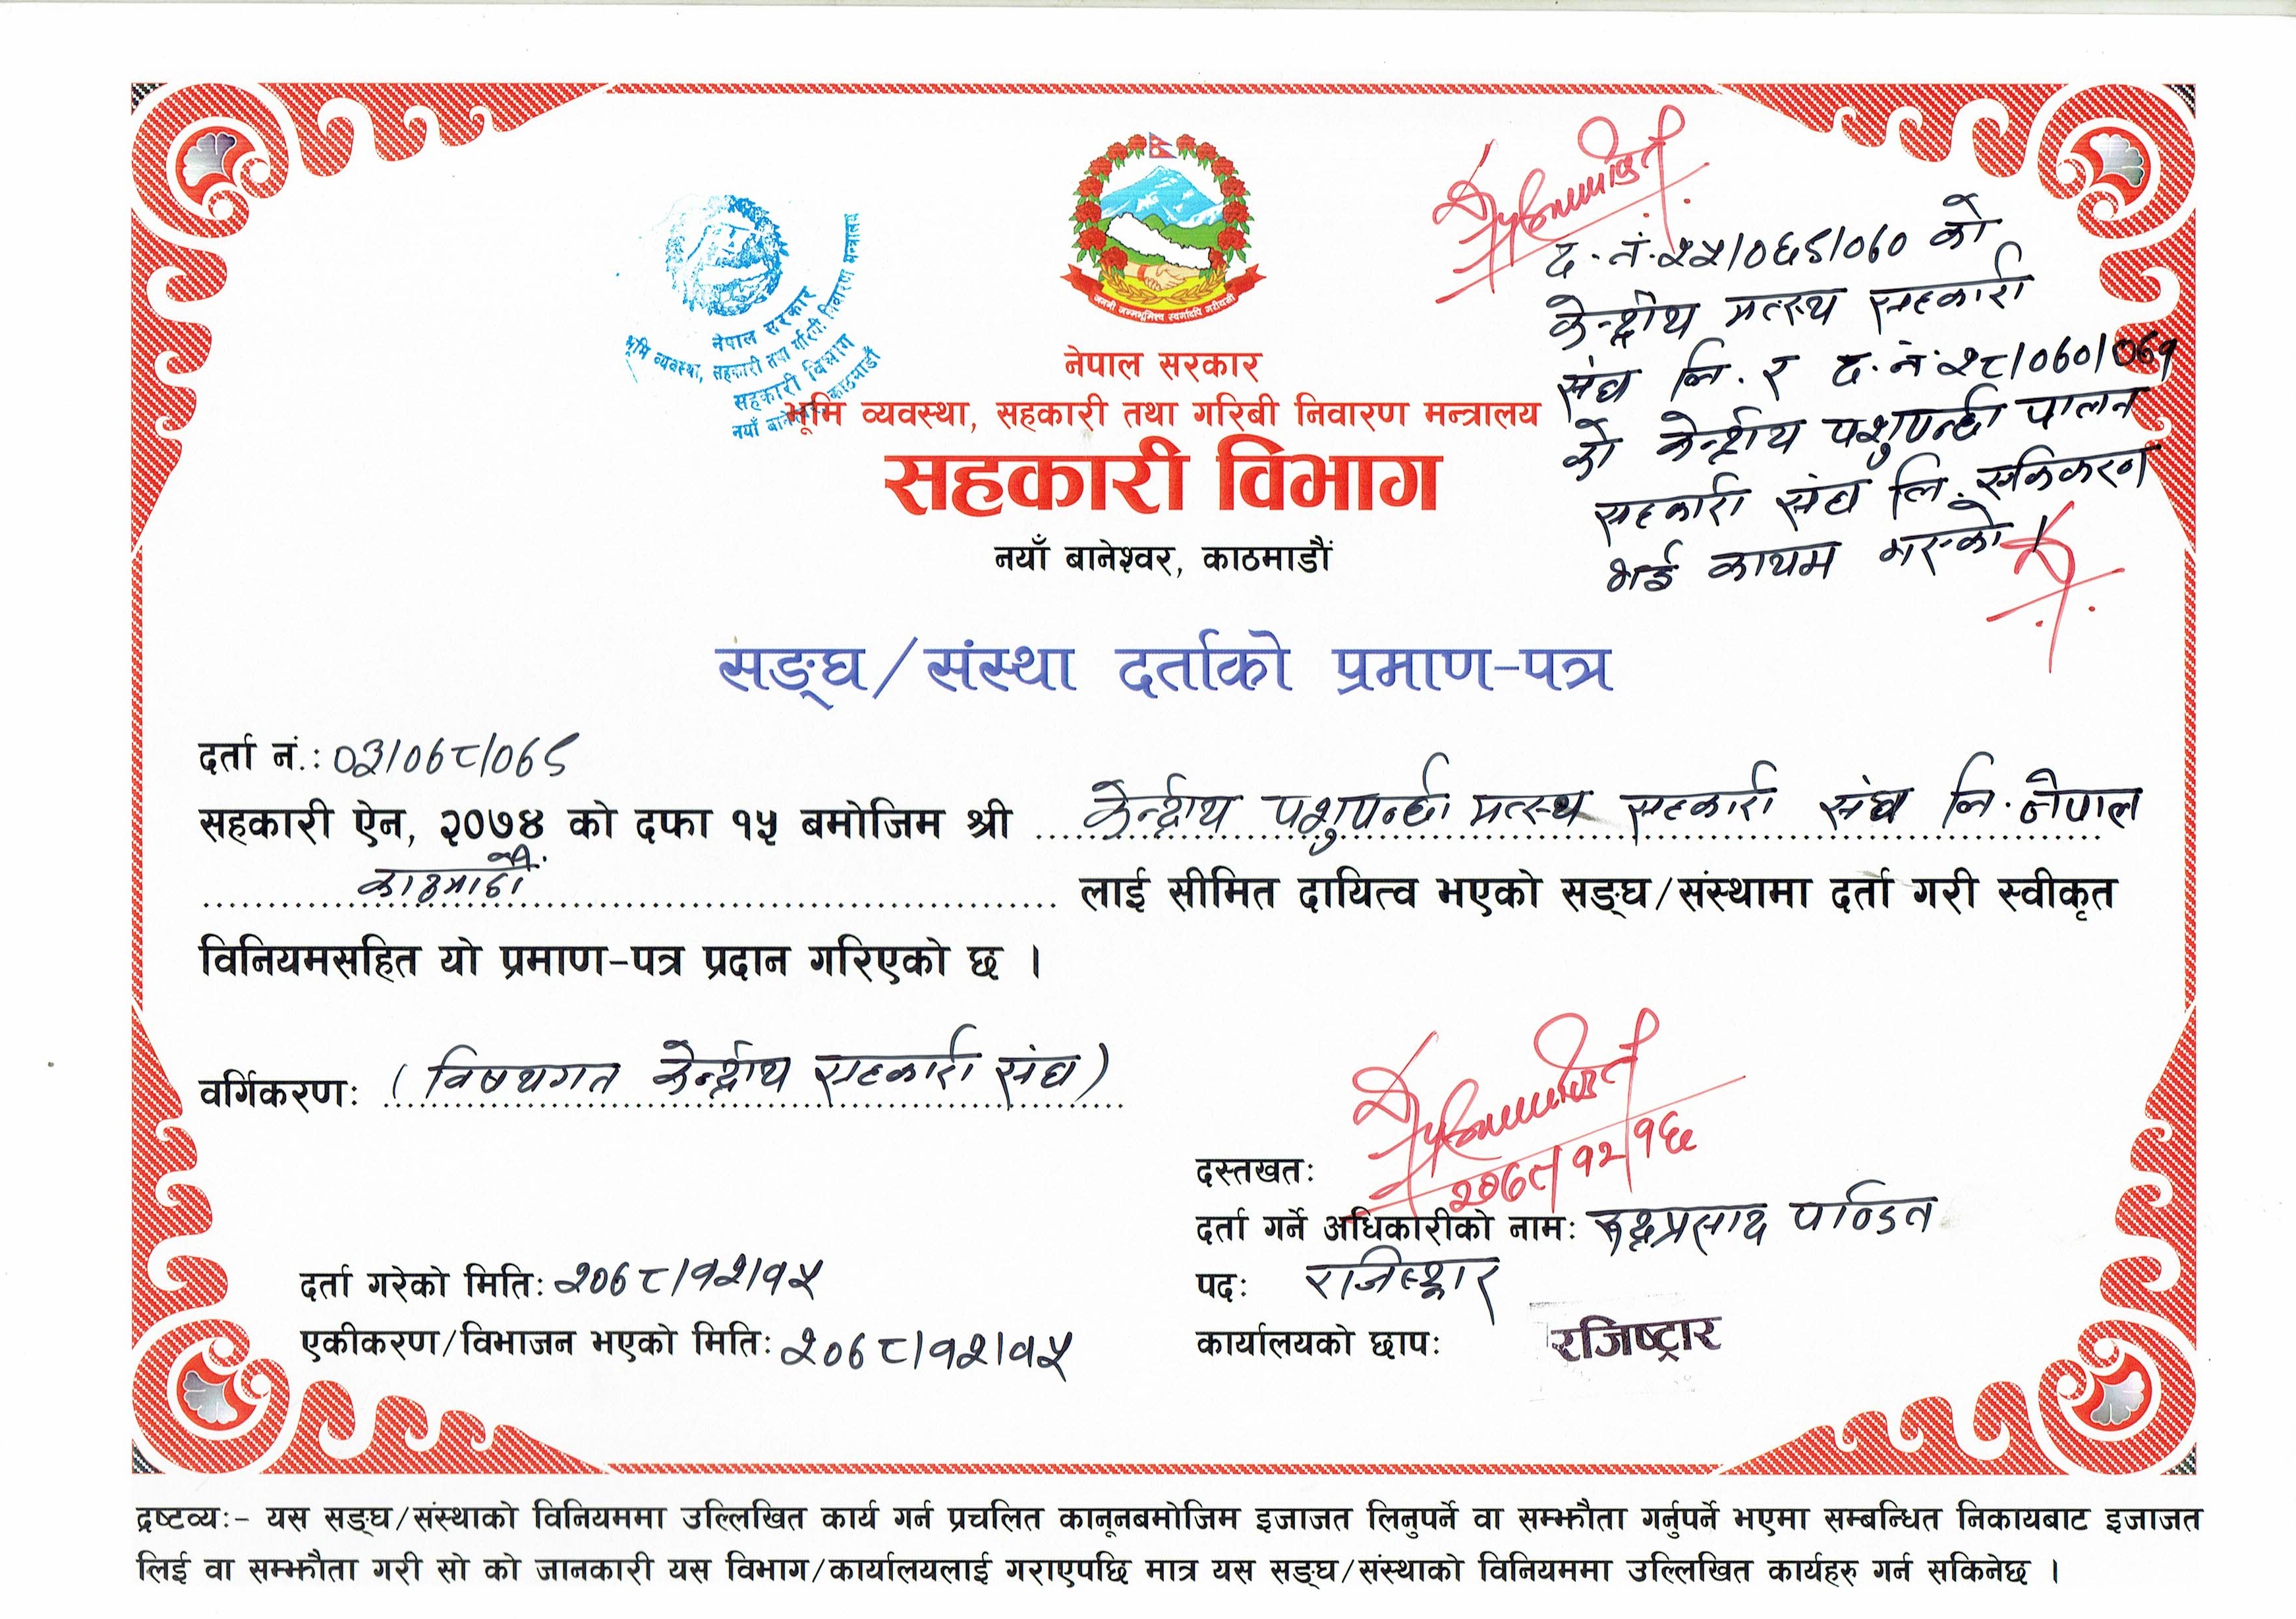 जननी जन्मभूमिश्च स्वर्गादपि गरीयसी
नेपाल सरकार
भूमि व्यवस्था, सहकारी तथा गरिबी निवारण मन्त्रालय
सहकारी विभाग
नयाँ बानेश्वर, काठमाडौं
नेपाल सरकार
भूमि व्यवस्था, सहकारी तथा गरिबी निवारण मन्त्रालय
सहकारी विभाग
नयाँ बानेश्वर, काठमाडौं
द.नं.२५/०६९/०७० को
केन्द्रीय मत्स्य सहकारी
संघ लि. र द.नं.२८/०७०/०७१
को केन्द्रीय पशुपन्छी पालन
सहकारी संघ लि. एकिकरण
भई कायम भएको ।
सङ्घ/संस्था दर्ताको प्रमाण-पत्र
दर्ता नं.: ०३/०७८/०७९
सहकारी ऐन, २०७४ को दफा १५ बमोजिम श्री केन्द्रीय पशुपन्छी मत्स्य सहकारी संघ लि. नेपाल
काठमाडौं लाई सीमित दायित्व भएको सङ्घ/संस्थामा दर्ता गरी स्वीकृत
विनियमसहित यो प्रमाण-पत्र प्रदान गरिएको छ ।
वर्गिकरणः (विषयगत केन्द्रीय सहकारी संघ)
दस्तखतः २०७८/१२/१६
दर्ता गर्ने अधिकारीको नामः रुद्रप्रसाद पण्डित
दर्ता गरेको मितिः २०७८/१२/१५
पदः रजिस्ट्रार
एकीकरण/विभाजन भएको मितिः २०७८/१२/१५
कार्यालयको छापः रजिष्ट्रार
द्रष्टव्यः- यस सङ्घ/संस्थाको विनियममा उल्लिखित कार्य गर्न प्रचलित कानूनबमोजिम इजाजत लिनुपर्ने वा सम्झौता गर्नुपर्ने भएमा सम्बन्धित निकायबाट इजाजत
लिई वा सम्झौता गरी सो को जानकारी यस विभाग/कार्यालयलाई गराएपछि मात्र यस सङ्घ/संस्थाको विनियममा उल्लिखित कार्यहरु गर्न सकिनेछ ।